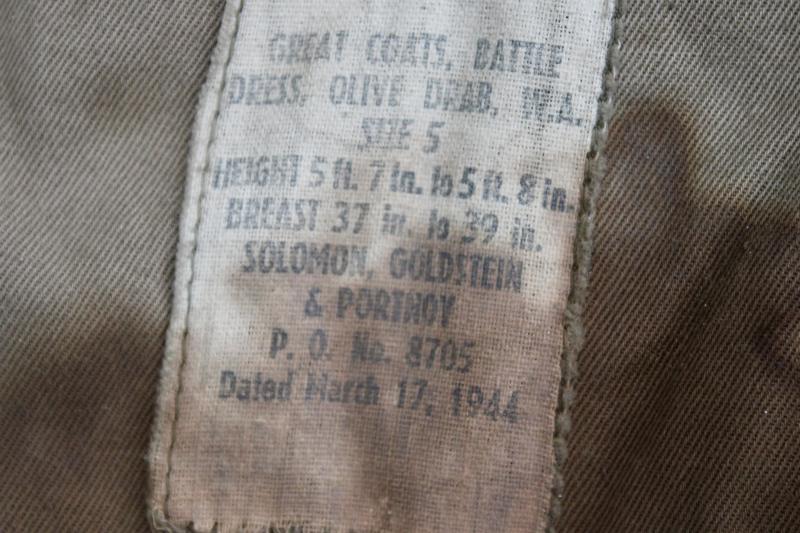 GREAT COATS, BATTLE
DRESS, OLIVE DRAB, W.A.
SIZE 5
HEIGHT 5 ft. 7 in. to 5 ft. 8 in.
BREAST 37 in. to 39 in.
SOLOMON, GOLDSTEIN
& PORTNOY
P. O. No. 8705
Dated March 17, 1944